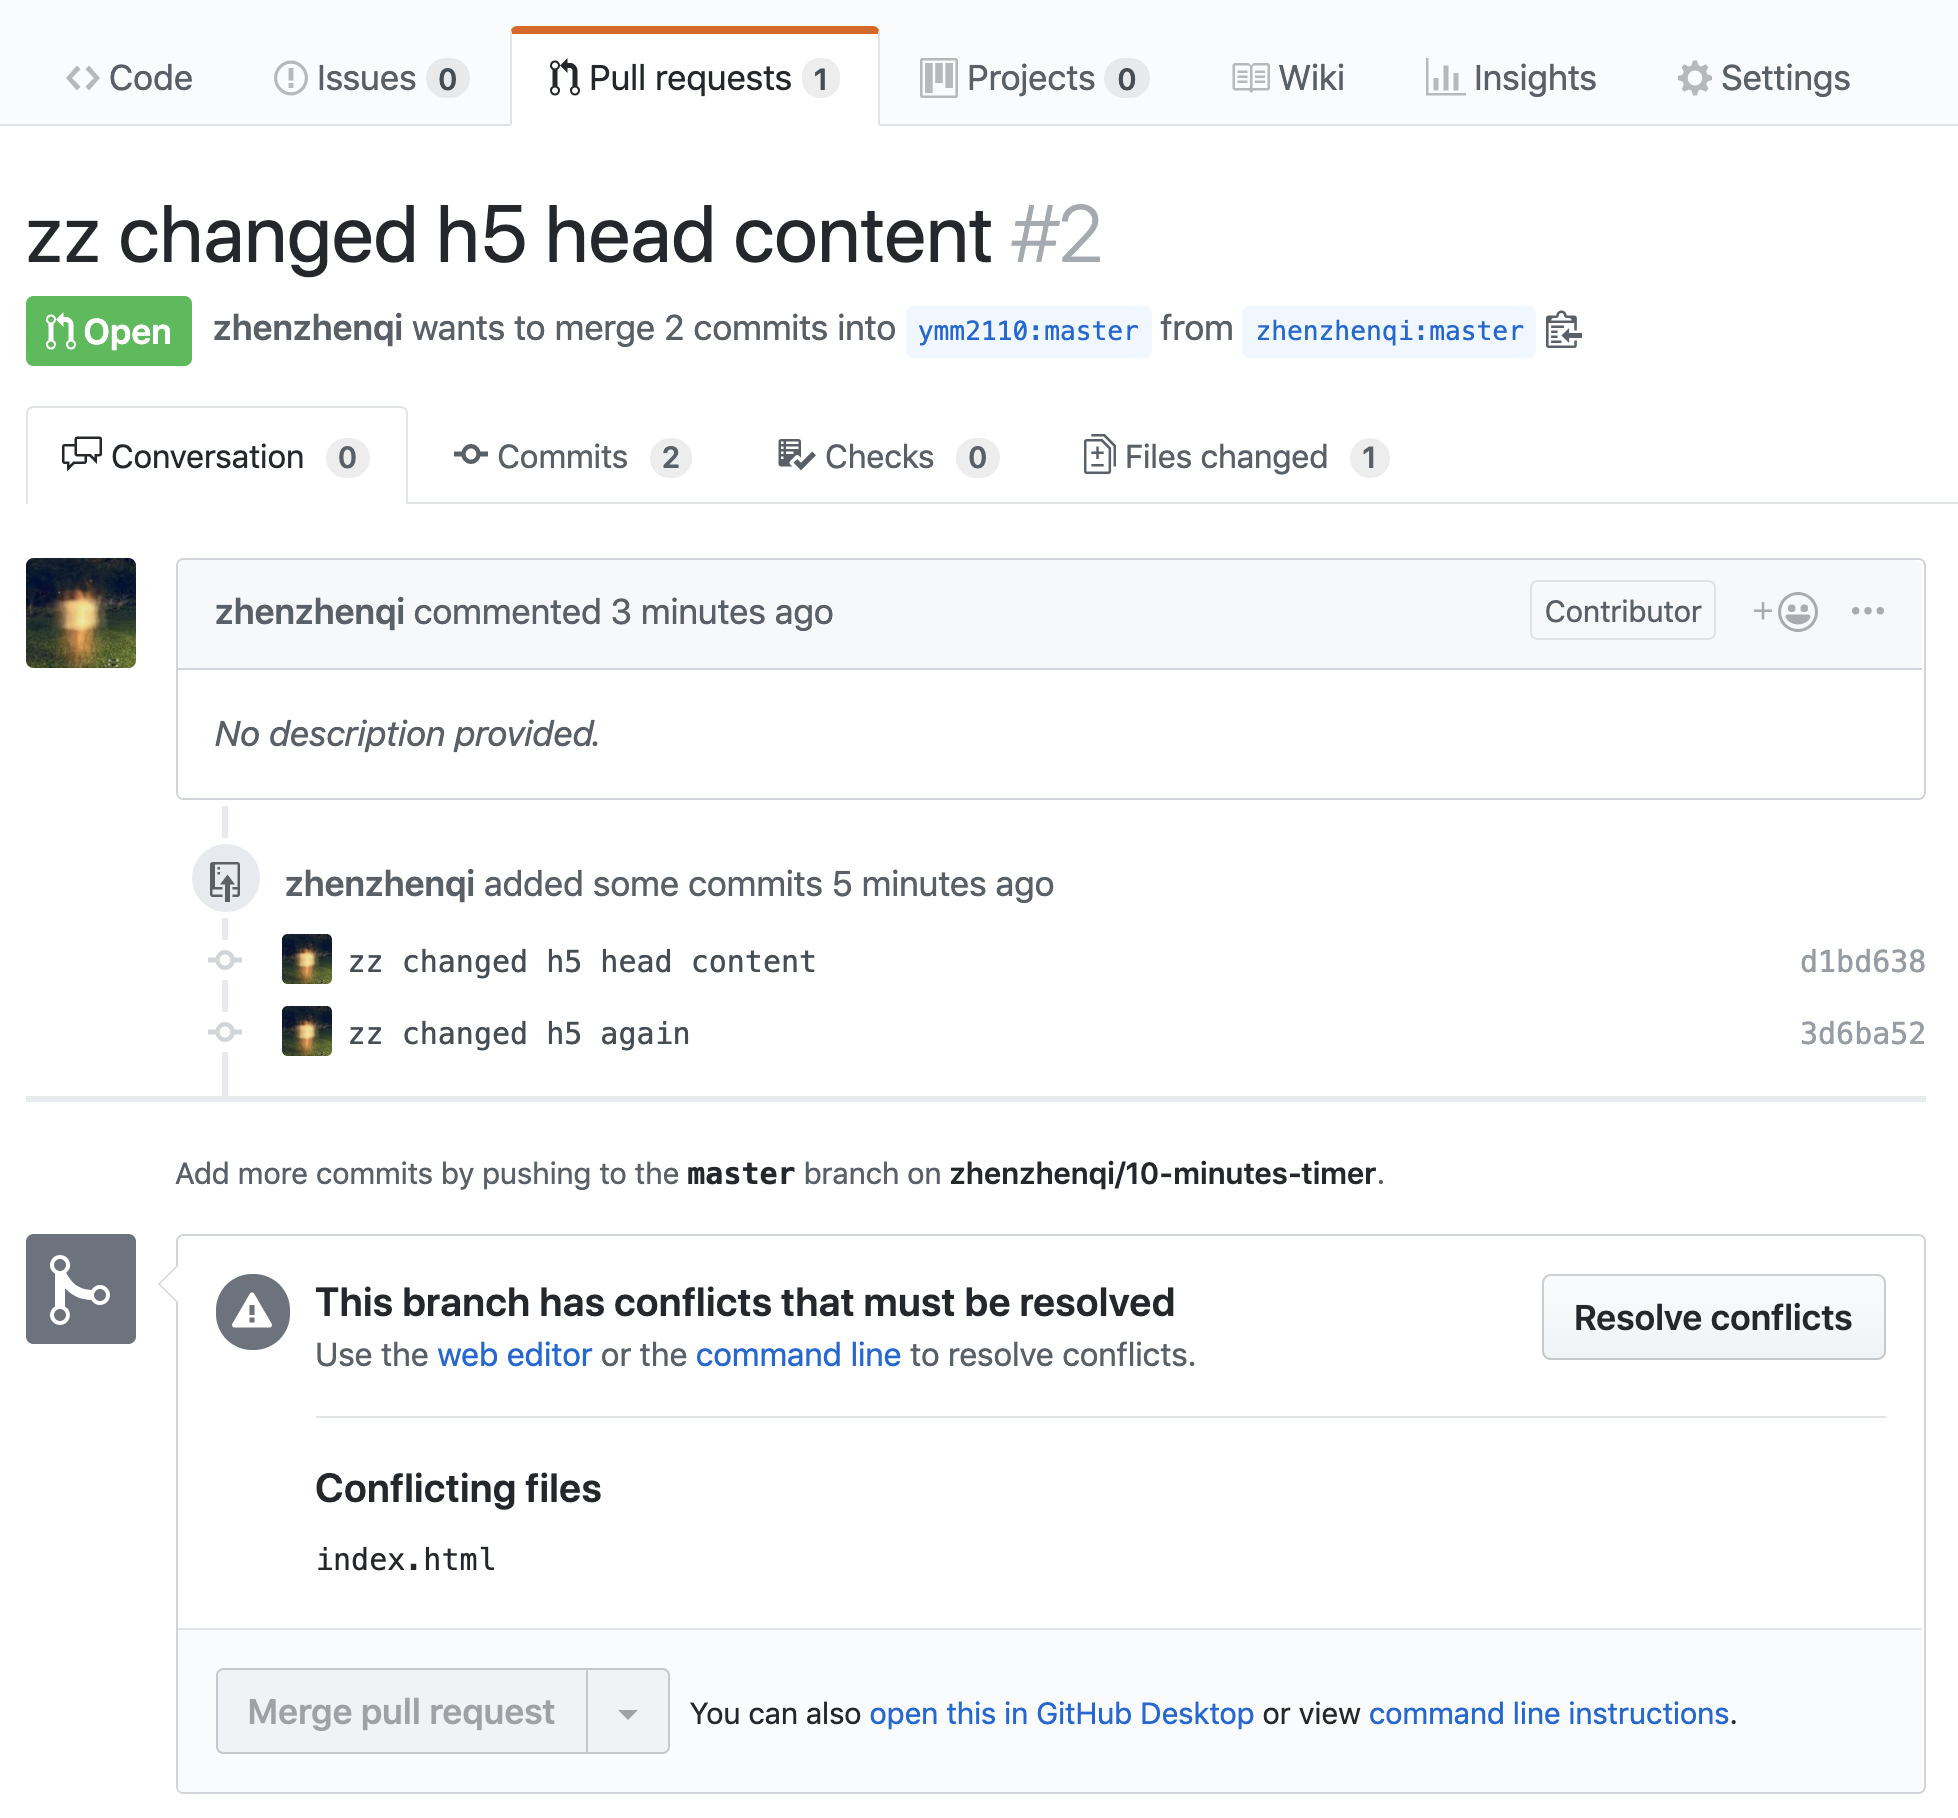 Code Issues 0 Pull requests 1 Projects 0 Wiki Insights Settings
zz changed h5 head content #2
Open zhenzhenqi wants to merge 2 commits into ymm2110:master from zhenzhenqi:master
Conversation 0 Commits 2 Checks 0 Files changed 1
zhenzhenqi commented 3 minutes ago Contributor +
No description provided.
zhenzhenqi added some commits 5 minutes ago
zz changed h5 head content d1bd638
zz changed h5 again 3d6ba52
Add more commits by pushing to the master branch on zhenzhenqi/10-minutes-timer.
This branch has conflicts that must be resolved
Resolve conflicts
Use the web editor or the command line to resolve conflicts.
Conflicting files
index.html
Merge pull request You can also open this in GitHub Desktop or view command line instructions.